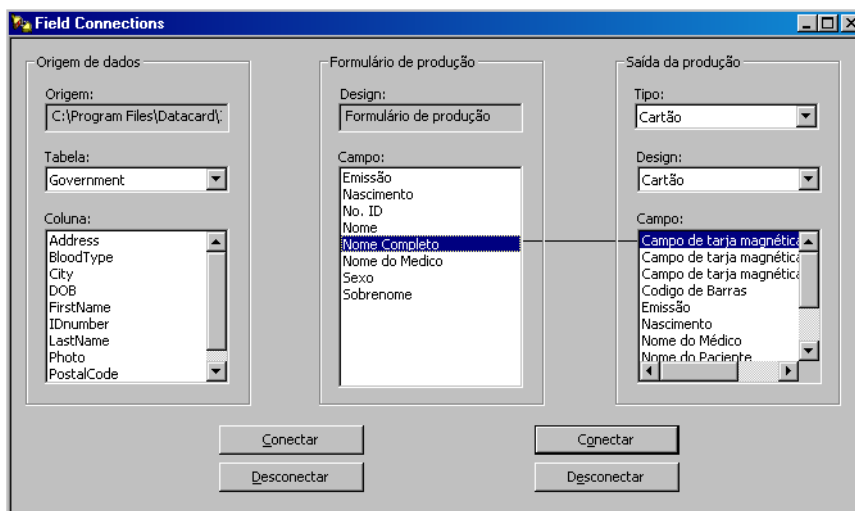 Field Connections
Origem de dados
Origem:
C:\Program Files\Datacard\
Tabela:
Government
Coluna:
Address
BloodType
City
DOB
FirstName
IDnumber
LastName
Photo
PostalCode
Formulário de produção
Design:
Formulário de produção
Campo:
Emissão
Nascimento
No. ID
Nome
Nome Completo
Nome do Medico
Sexo
Sobrenome
Saída da produção
Tipo:
Cartão
Design:
Cartão
Campo:
Campo de tarja magnética
Campo de tarja magnética
Campo de tarja magnética
Codigo de Barras
Emissão
Nascimento
Nome do Médico
Nome do Paciente
Conectar
Desconectar
Conectar
Desconectar